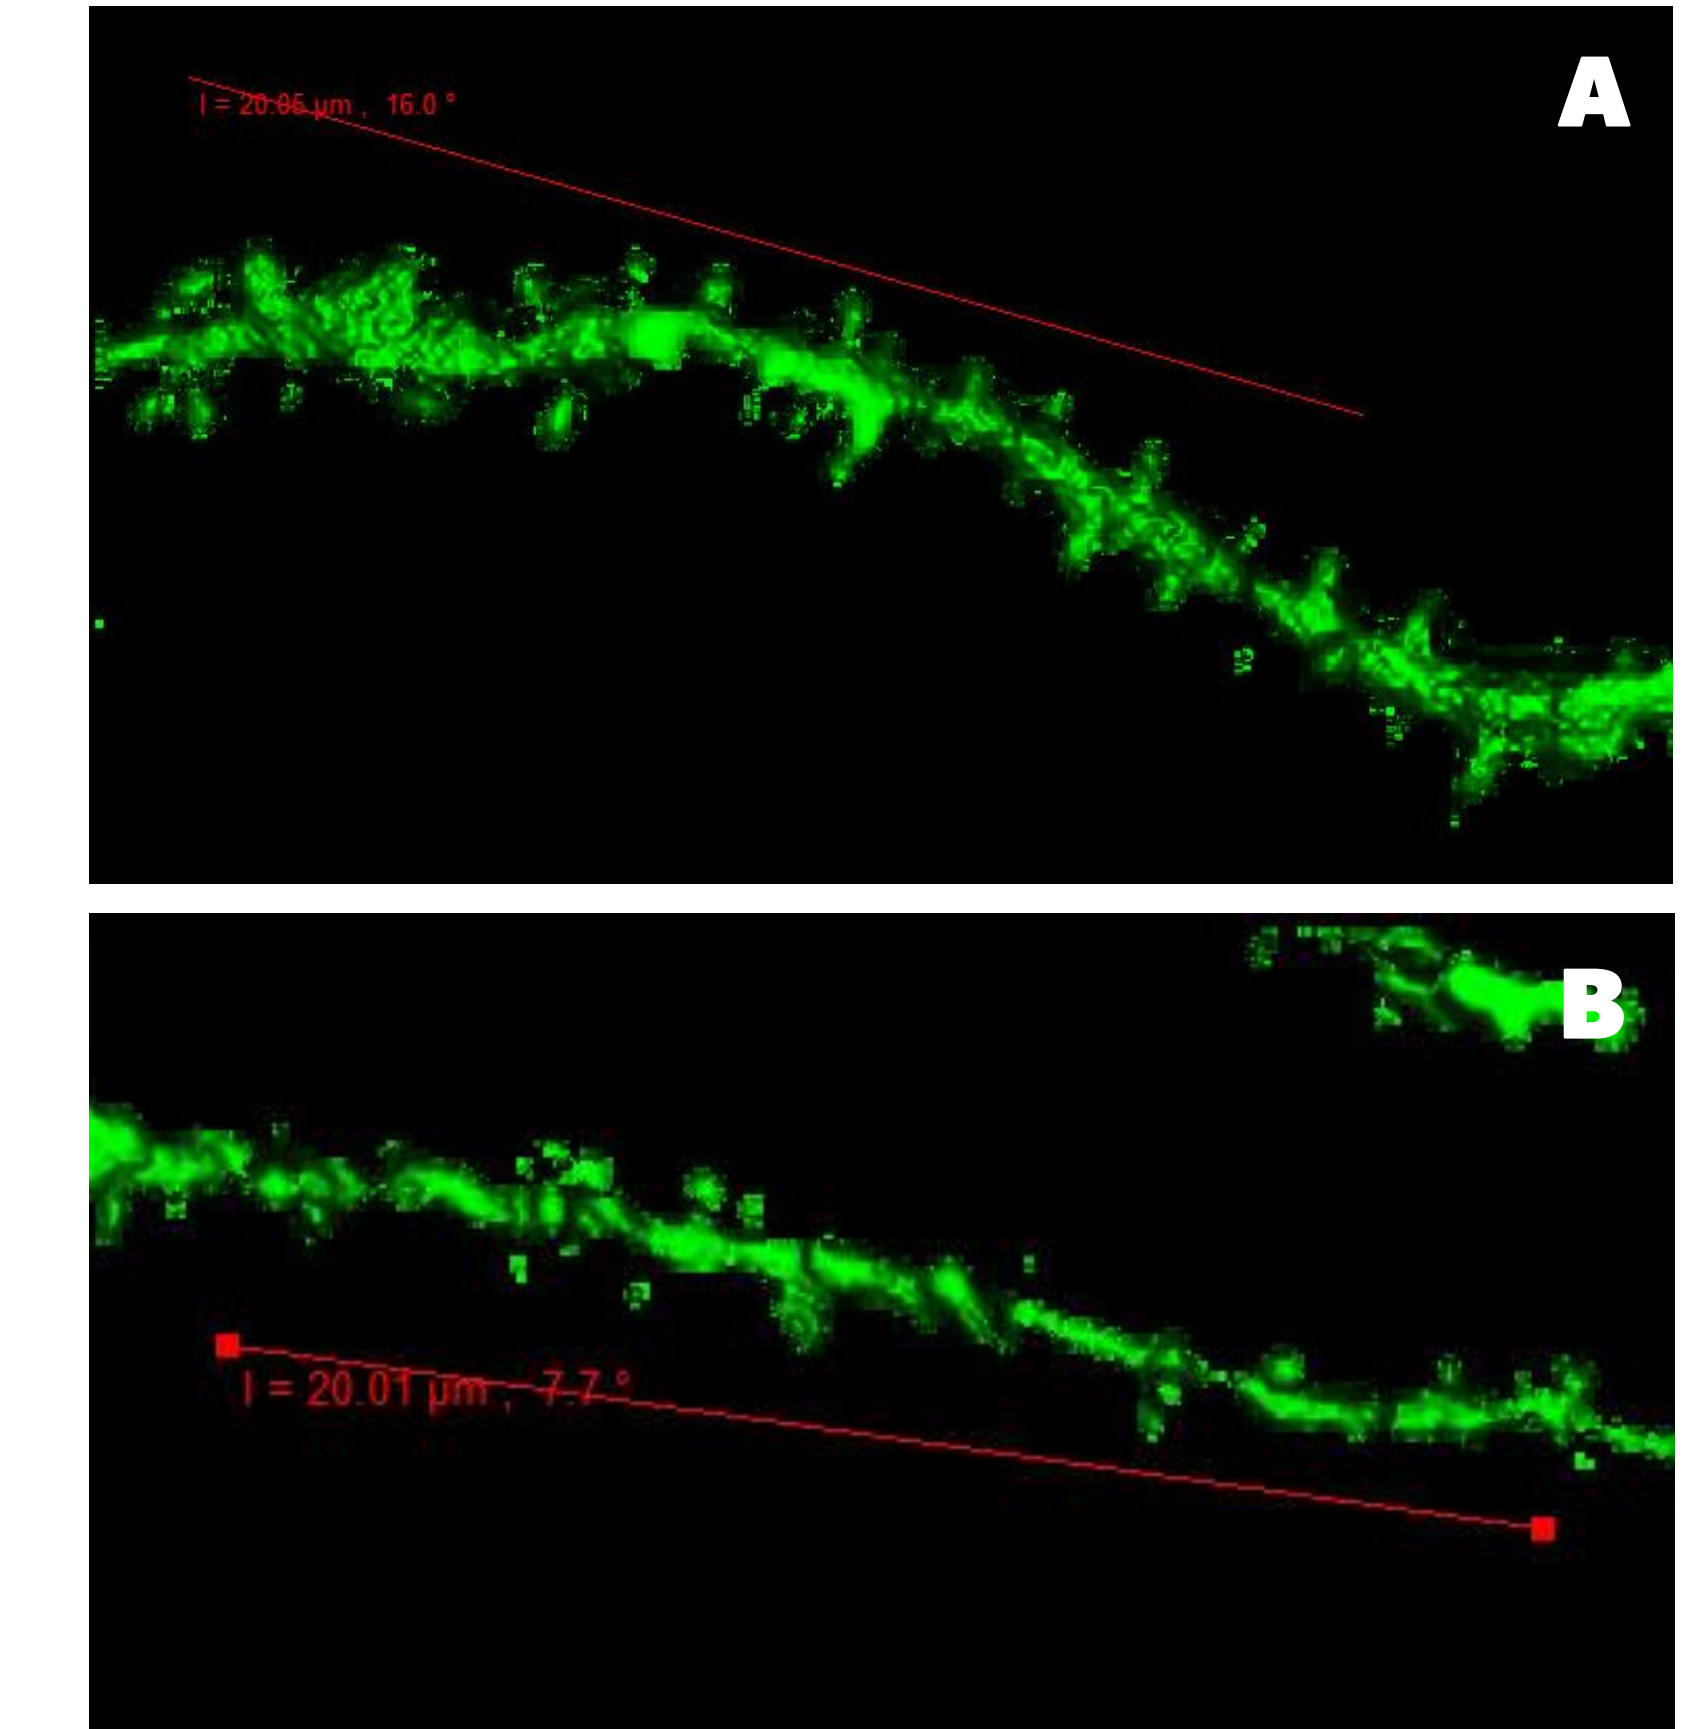 A
l = 20.05 µm , 16.0 °
B
l = 20.01 µm , 7.7 °